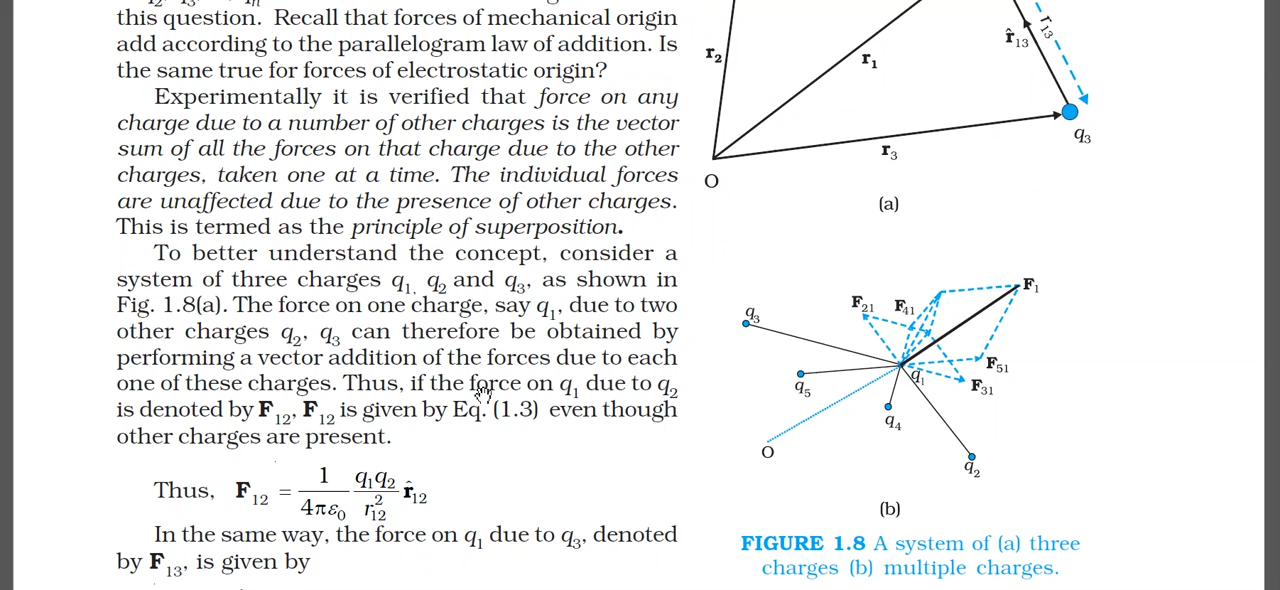 this question. Recall that forces of mechanical origin
add according to the parallelogram law of addition. Is
the same true for forces of electrostatic origin?
Experimentally it is verified that force on any
charge due to a number of other charges is the vector
sum of all the forces on that charge due to the other
charges, taken one at a time. The individual forces
are unaffected due to the presence of other charges.
This is termed as the principle of superposition.
To better understand the concept, consider a
system of three charges q₁, q₂ and q₃, as shown in
Fig. 1.8(a). The force on one charge, say q₁, due to two
other charges q₂, q₃ can therefore be obtained by
performing a vector addition of the forces due to each
one of these charges. Thus, if the force on q₁ due to q₂
is denoted by F₁₂, F₁₂ is given by Eq. (1.3) even though
other charges are present.
Thus, F₁₂ = 1/4πε₀ q₁q₂/r₁₂² r̂₁₂
In the same way, the force on q₁ due to q₃, denoted
by F₁₃, is given by
r₂
r₁
r̂₁₃
r₁₃
q₃
r₃
O
(a)
F₁
F₂₁
F₄₁
q₃
F₅₁
q₁
F₃₁
q₅
q₄
O
q₂
(b)
FIGURE 1.8 A system of (a) three
charges (b) multiple charges.